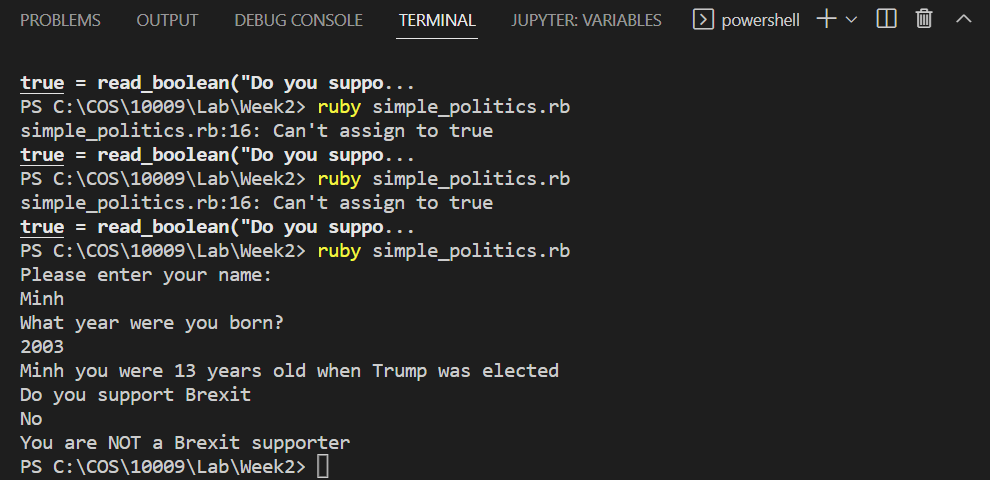 PROBLEMS OUTPUT DEBUG CONSOLE TERMINAL JUPYTER: VARIABLES powershell
true = read_boolean("Do you suppo...
PS C:\COS\10009\Lab\Week2> ruby simple_politics.rb
simple_politics.rb:16: Can't assign to true
true = read_boolean("Do you suppo...
PS C:\COS\10009\Lab\Week2> ruby simple_politics.rb
simple_politics.rb:16: Can't assign to true
true = read_boolean("Do you suppo...
PS C:\COS\10009\Lab\Week2> ruby simple_politics.rb
Please enter your name:
Minh
What year were you born?
2003
Minh you were 13 years old when Trump was elected
Do you support Brexit
No
You are NOT a Brexit supporter
PS C:\COS\10009\Lab\Week2>